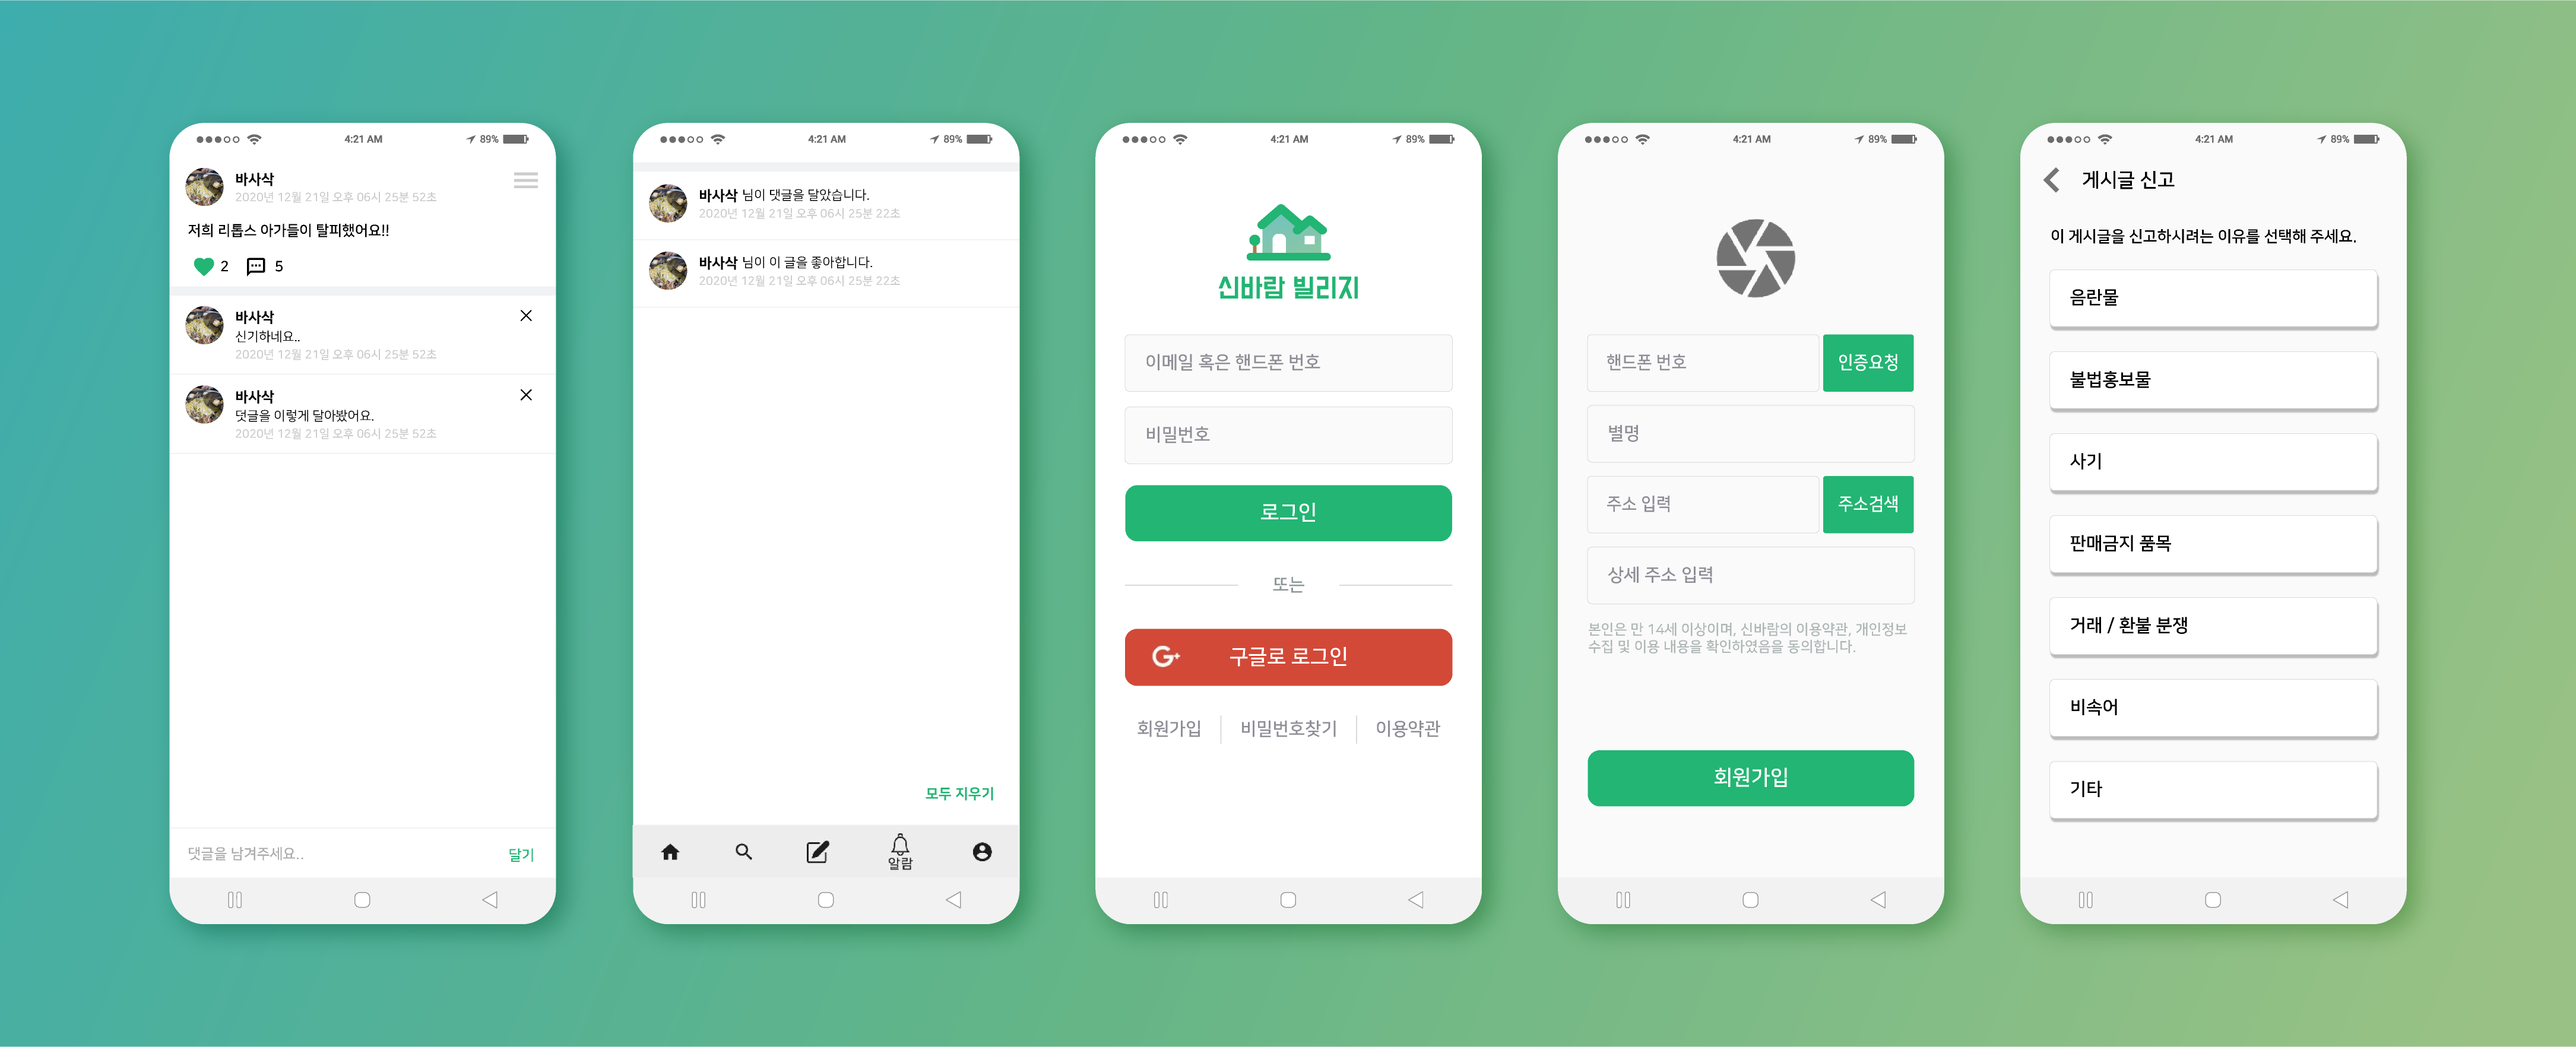 4:21 AM
89%
바사삭
2020년 12월 21일 오후 06시 25분 52초
저희 리톱스 아가들이 탈피했어요!!
2
5
바사삭
신기하네요..
2020년 12월 21일 오후 06시 25분 52초
바사삭
덧글을 이렇게 달아봤어요.
2020년 12월 21일 오후 06시 25분 52초
댓글을 남겨주세요..
달기
4:21 AM
89%
바사삭 님이 댓글을 달았습니다.
2020년 12월 21일 오후 06시 25분 22초
바사삭 님이 이 글을 좋아합니다.
2020년 12월 21일 오후 06시 25분 22초
모두 지우기
알람
4:21 AM
89%
신바람 빌리지
이메일 혹은 핸드폰 번호
비밀번호
로그인
또는
G+
구글로 로그인
회원가입
비밀번호찾기
이용약관
4:21 AM
89%
핸드폰 번호
인증요청
별명
주소 입력
주소검색
상세 주소 입력
본인은 만 14세 이상이며, 신바람의 이용약관, 개인정보
수집 및 이용 내용을 확인하였음을 동의합니다.
회원가입
4:21 AM
89%
게시글 신고
이 게시글을 신고하시려는 이유를 선택해 주세요.
음란물
불법홍보물
사기
판매금지 품목
거래 / 환불 분쟁
비속어
기타